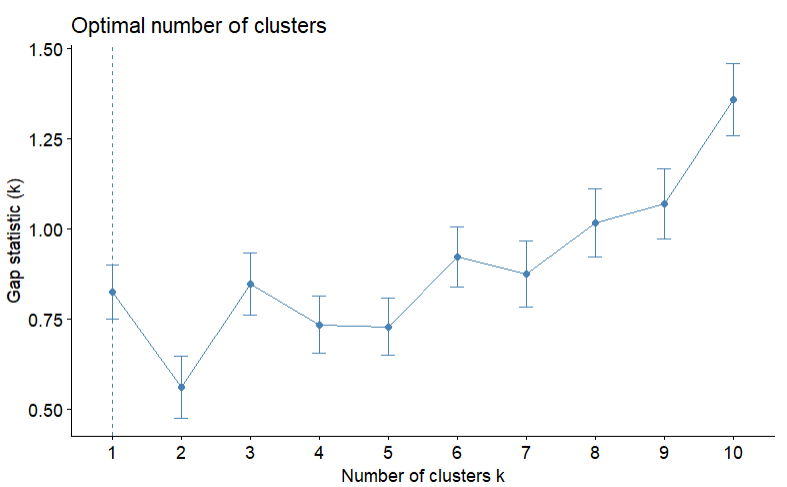 Optimal number of clusters
1.50
1.25
1.00
0.75
0.50
Gap statistic (k)
1 2 3 4 5 6 7 8 9 10
Number of clusters k